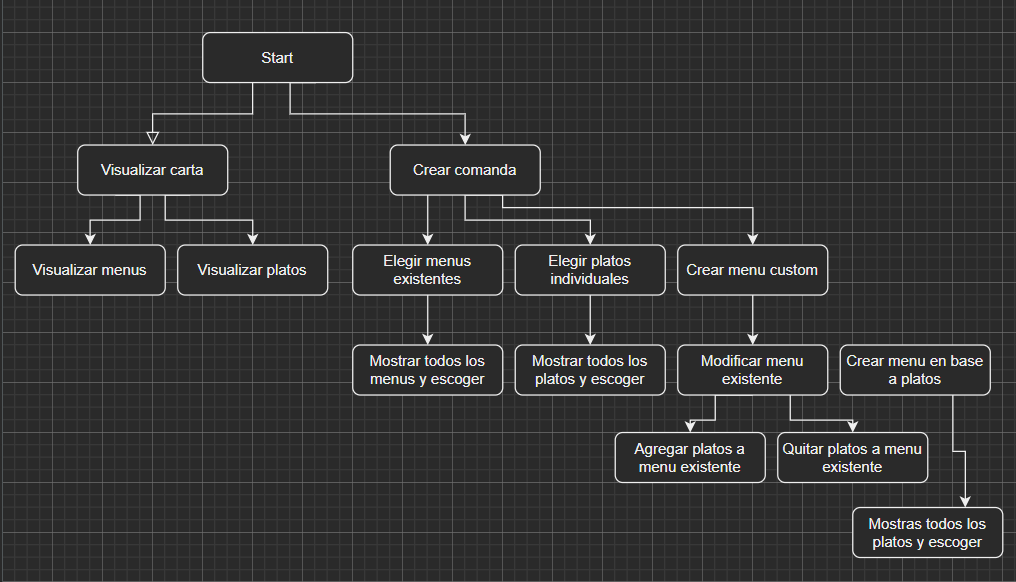 Start
Visualizar carta
Crear comanda
Visualizar menus
Visualizar platos
Elegir menus
existentes
Elegir platos
individuales
Crear menu custom
Mostrar todos los
menus y escoger
Mostrar todos los
platos y escoger
Modificar menu
existente
Crear menu en base
a platos
Agregar platos a
menu existente
Quitar platos a menu
existente
Mostras todos los
platos y escoger